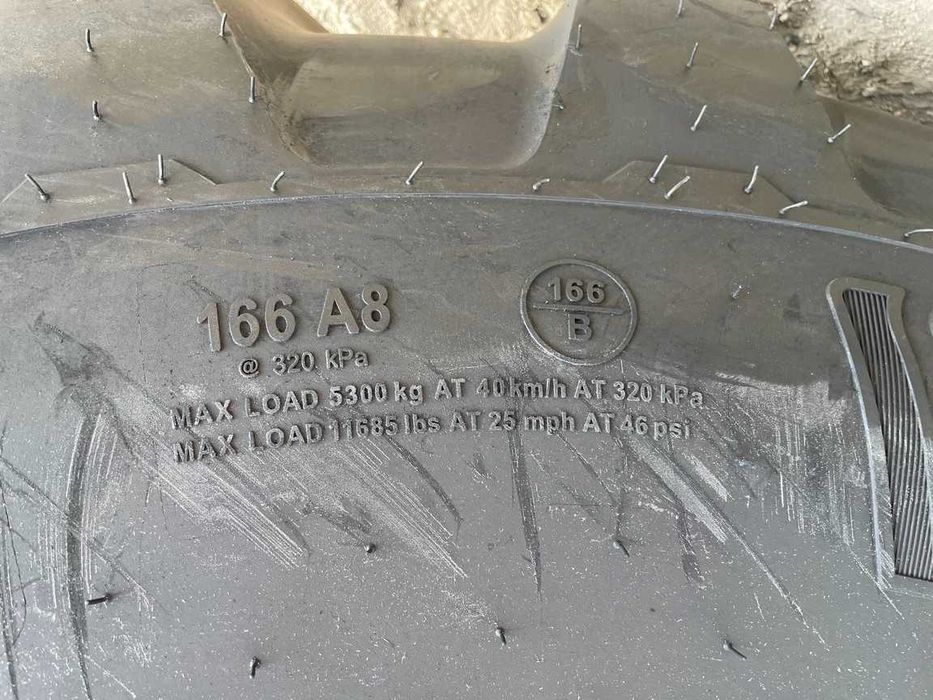 166 A8
@ 320 kPa
166
B
MAX LOAD 5300 kg AT 40 km/h AT 320 kPa
MAX LOAD 11685 lbs AT 25 mph AT 46 psi